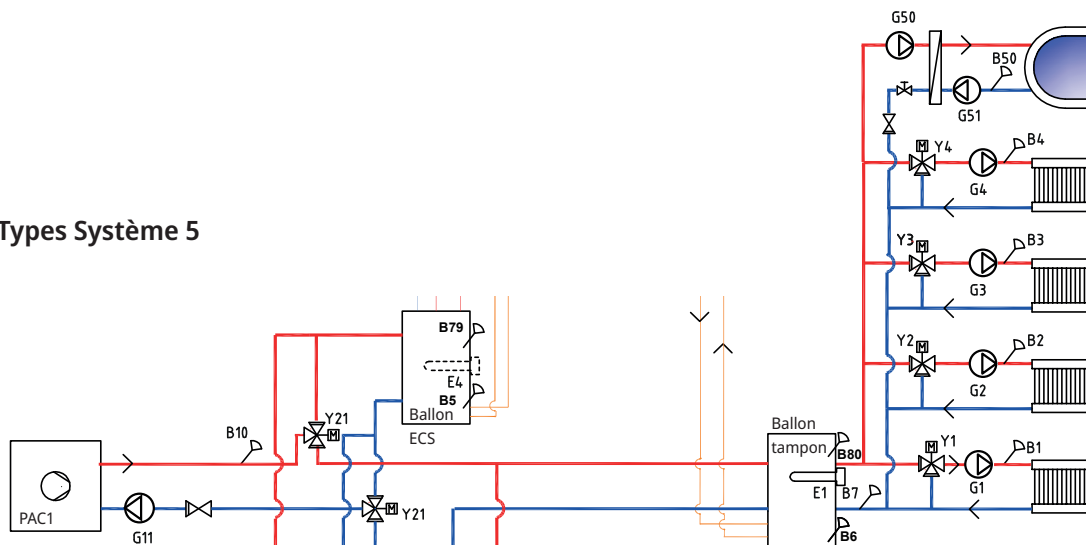 G50
B50
G51
Y4
M
B4
G4
Types Système 5
Y3
M
B3
G3
B79
E4
B5
Ballon
ECS
Y2
M
B2
G2
B10
Y21
M
Ballon
tampon
B80
E1
B7
B6
Y1
M
B1
G1
PAC1
G11
M
Y21